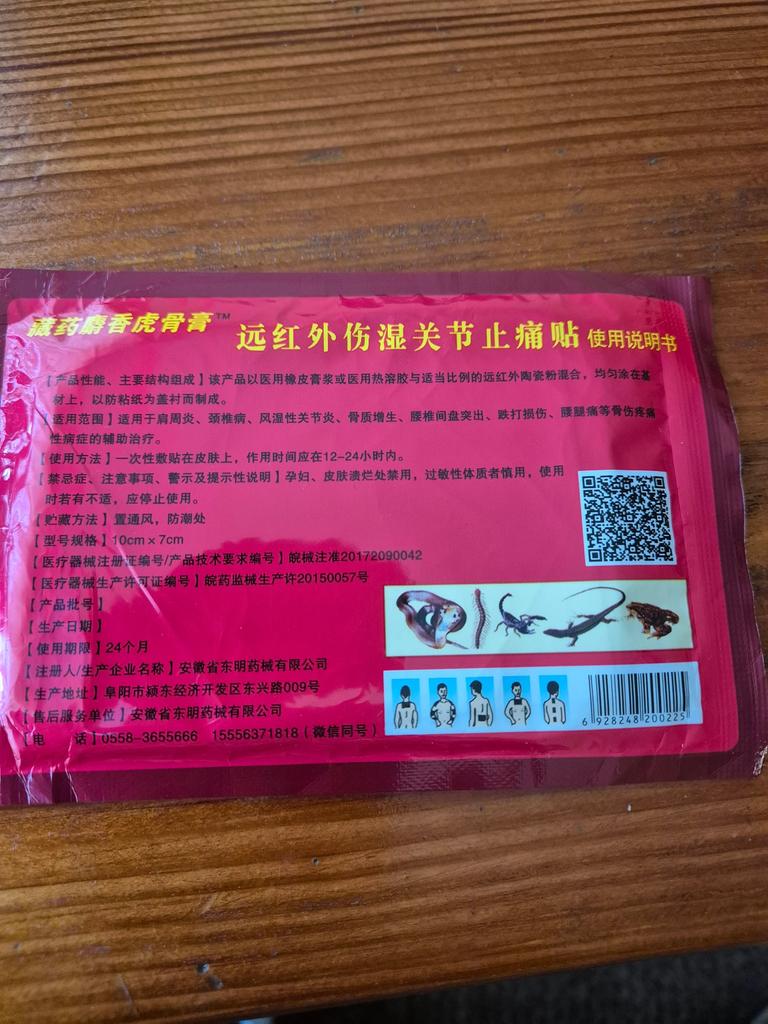 藏药麝香虎骨膏™ 远红外伤湿关节止痛贴 使用说明书
【产品性能、主要结构组成】该产品以医用橡皮膏浆或医用热溶胶与适当比例的远红外陶瓷粉混合，均匀涂在基
材上，以防粘纸为盖衬而制成。
【适用范围】适用于肩周炎、颈椎病、风湿性关节炎、骨质增生、腰椎间盘突出、跌打损伤、腰腿痛等骨伤疼痛
性病症的辅助治疗。
【使用方法】一次性敷贴在皮肤上，作用时间应在12-24小时内。
【禁忌症、注意事项、警示及提示性说明】孕妇、皮肤溃烂处禁用，过敏性体质者慎用，使用
时若有不适，应停止使用。
【贮藏方法】置通风，防潮处
【型号规格】10cm×7cm
【医疗器械注册证编号/产品技术要求编号】皖械注准20172090042
【医疗器械生产许可证编号】皖药监械生产许20150057号
【产品批号】
【生产日期】
【使用期限】24个月
【注册人/生产企业名称】安徽省东明药械有限公司
【生产地址】阜阳市颍东经济开发区东兴路009号
【售后服务单位】安徽省东明药械有限公司
【电 话】0558-3655666 15556371818（微信同号）
6 928248 200225